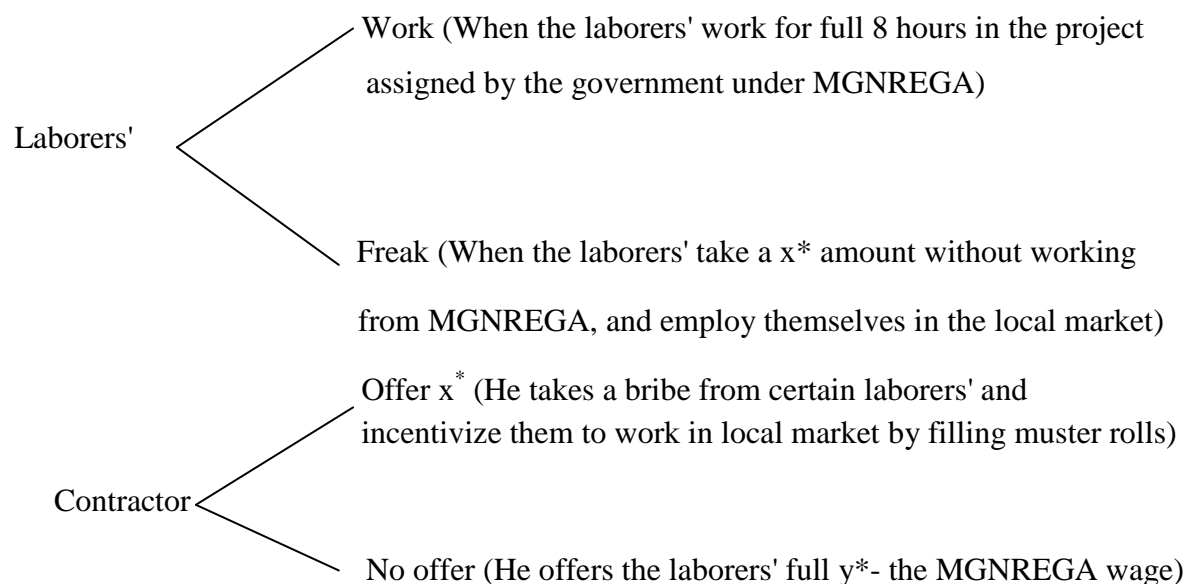 Work (When the laborers' work for full 8 hours in the project
assigned by the government under MGNREGA)
Laborers'
Freak (When the laborers' take a x* amount without working
from MGNREGA, and employ themselves in the local market)
Offer x* (He takes a bribe from certain laborers' and
incentivize them to work in local market by filling muster rolls)
Contractor
No offer (He offers the laborers' full y*- the MGNREGA wage)